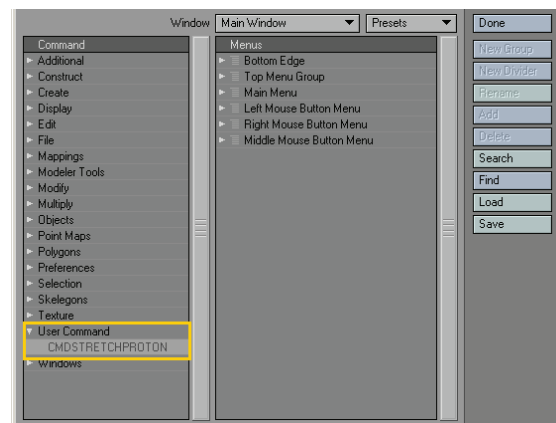 Window Main Window Presets Done
Command
Additional
Construct
Create
Display
Edit
File
Mappings
Modeler Tools
Modify
Multiply
Objects
Point Maps
Polygons
Preferences
Selection
Skelegons
Texture
User Command
CMDSTRETCHPROTON
Windows
Menus
Bottom Edge
Top Menu Group
Main Menu
Left Mouse Button Menu
Right Mouse Button Menu
Middle Mouse Button Menu
New Group
New Divider
Rename
Add
Delete
Search
Find
Load
Save